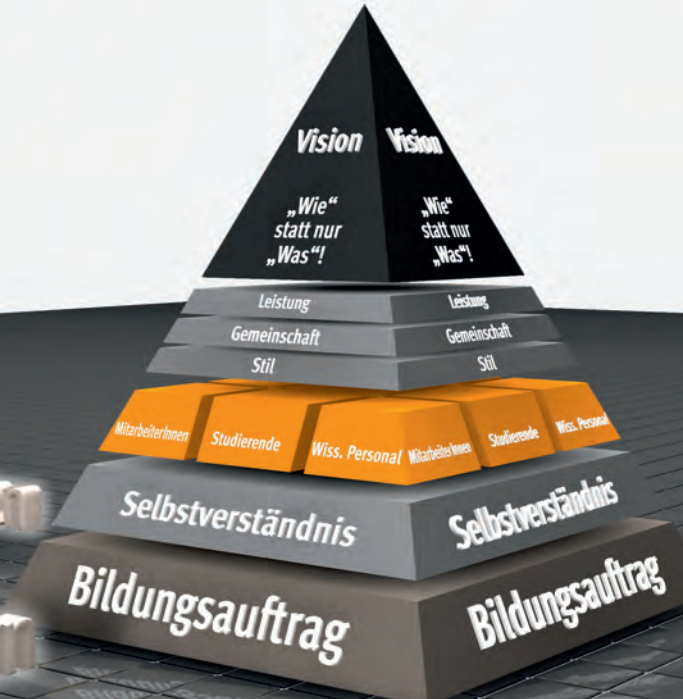 Vision
Vision
„Wie“
statt nur
„Was“!
„Wie“
statt nur
„Was“!
Leistung
Leistung
Gemeinschaft
Gemeinschaft
Stil
Stil
MitarbeiterInnen
Studierende
Wiss. Personal
MitarbeiterInnen
Studierende
Wiss. Personal
Selbstverständnis
Selbstverständnis
Bildungsauftrag
Bildungsauftrag